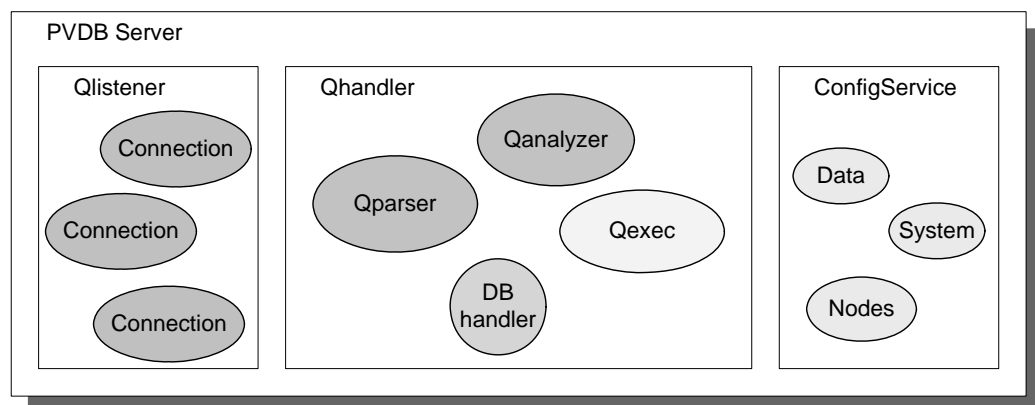 PVDB Server
Qlistener
Connection
Connection
Connection
Qhandler
Qanalyzer
Qparser
Qexec
DB
handler
ConfigService
Data
System
Nodes